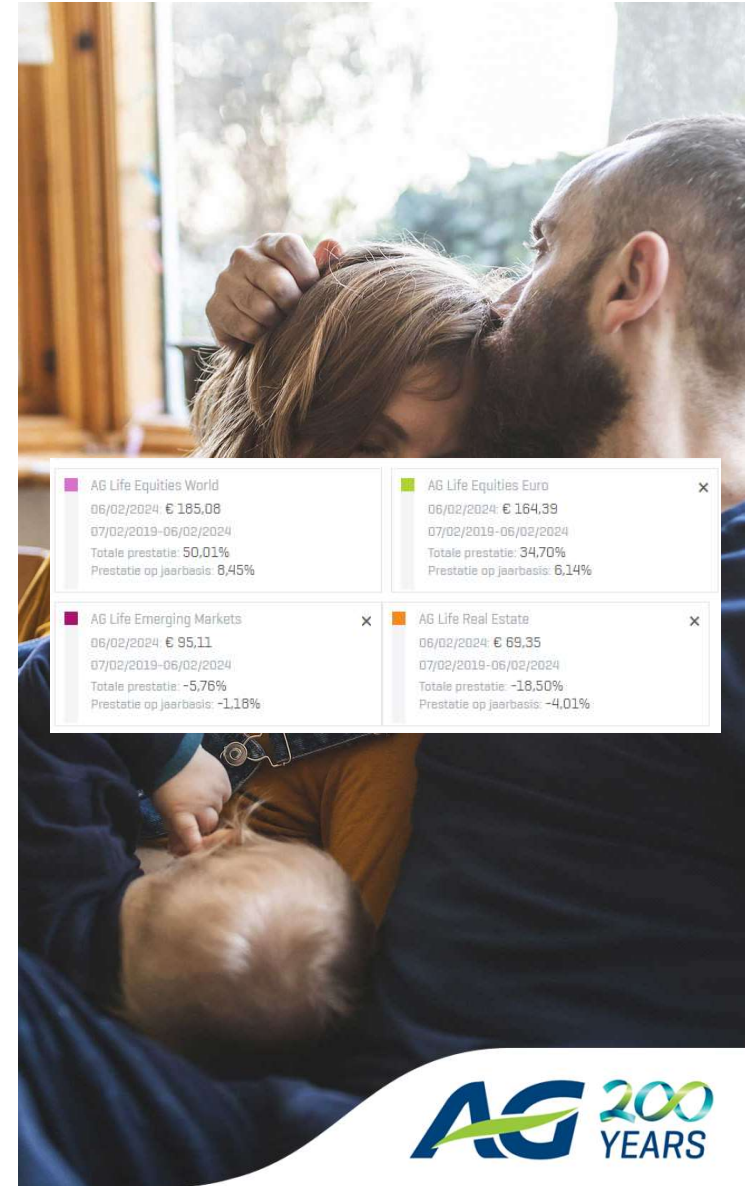 AG Life Equities World
06/02/2024: € 185,08
07/02/2019-06/02/2024
Totale prestatie: 50,01%
Prestatie op jaarbasis: 8,45%
AG Life Equities Euro ×
06/02/2024: € 164,39
07/02/2019-06/02/2024
Totale prestatie: 34,70%
Prestatie op jaarbasis: 6,14%
AG Life Emerging Markets ×
06/02/2024: € 95,11
07/02/2019-06/02/2024
Totale prestatie: -5,76%
Prestatie op jaarbasis: -1,18%
AG Life Real Estate ×
06/02/2024: € 69,35
07/02/2019-06/02/2024
Totale prestatie: -18,50%
Prestatie op jaarbasis: -4,01%
AG 200
YEARS